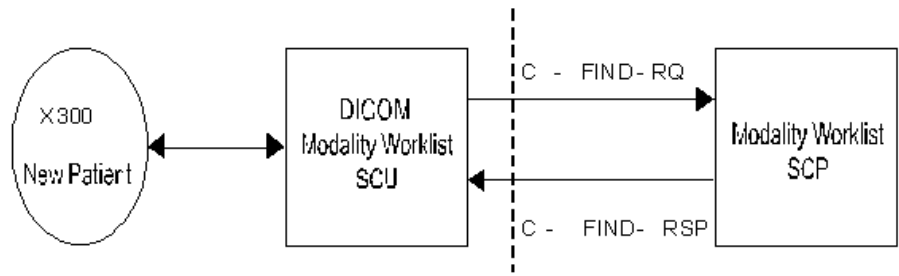 X300
New Patient
DICOM
Modality Worklist
SCU
C - FIND-RQ
C - FIND- RSP
Modality Worklist
SCP